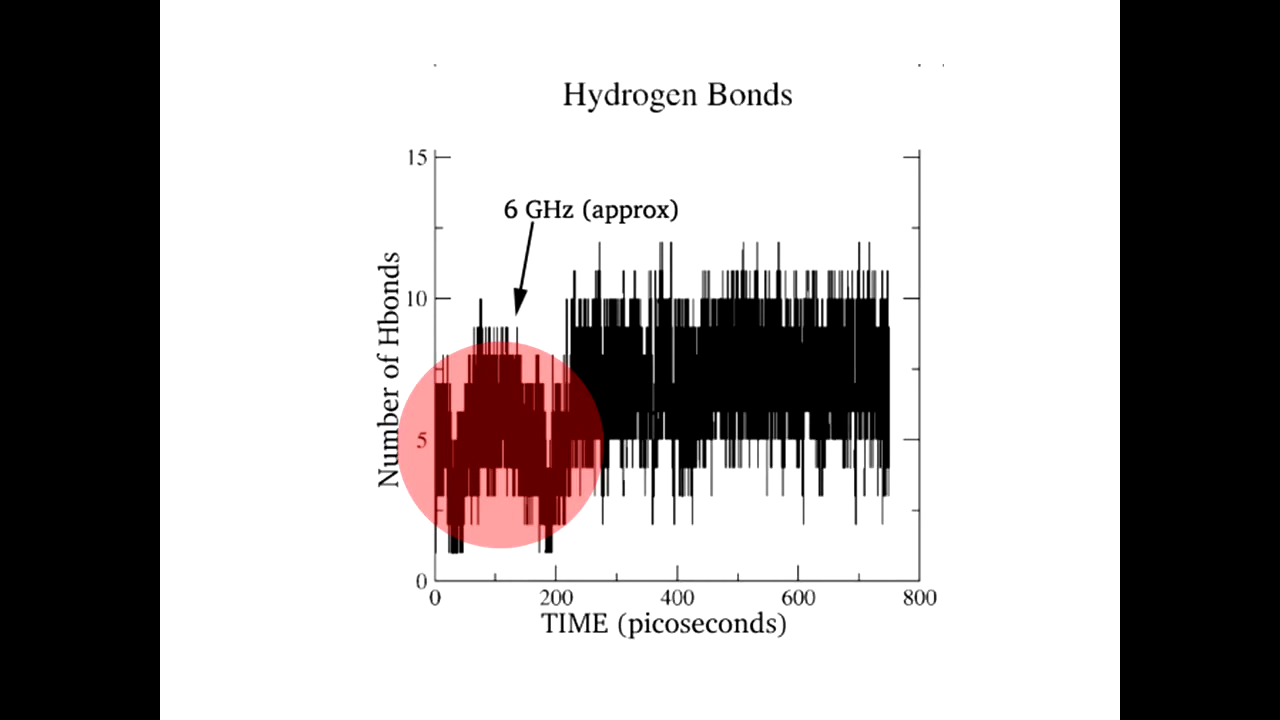 Hydrogen Bonds
15
6 GHz (approx)
10
Number of Hbonds
5
0
0 200 400 600 800
TIME (picoseconds)